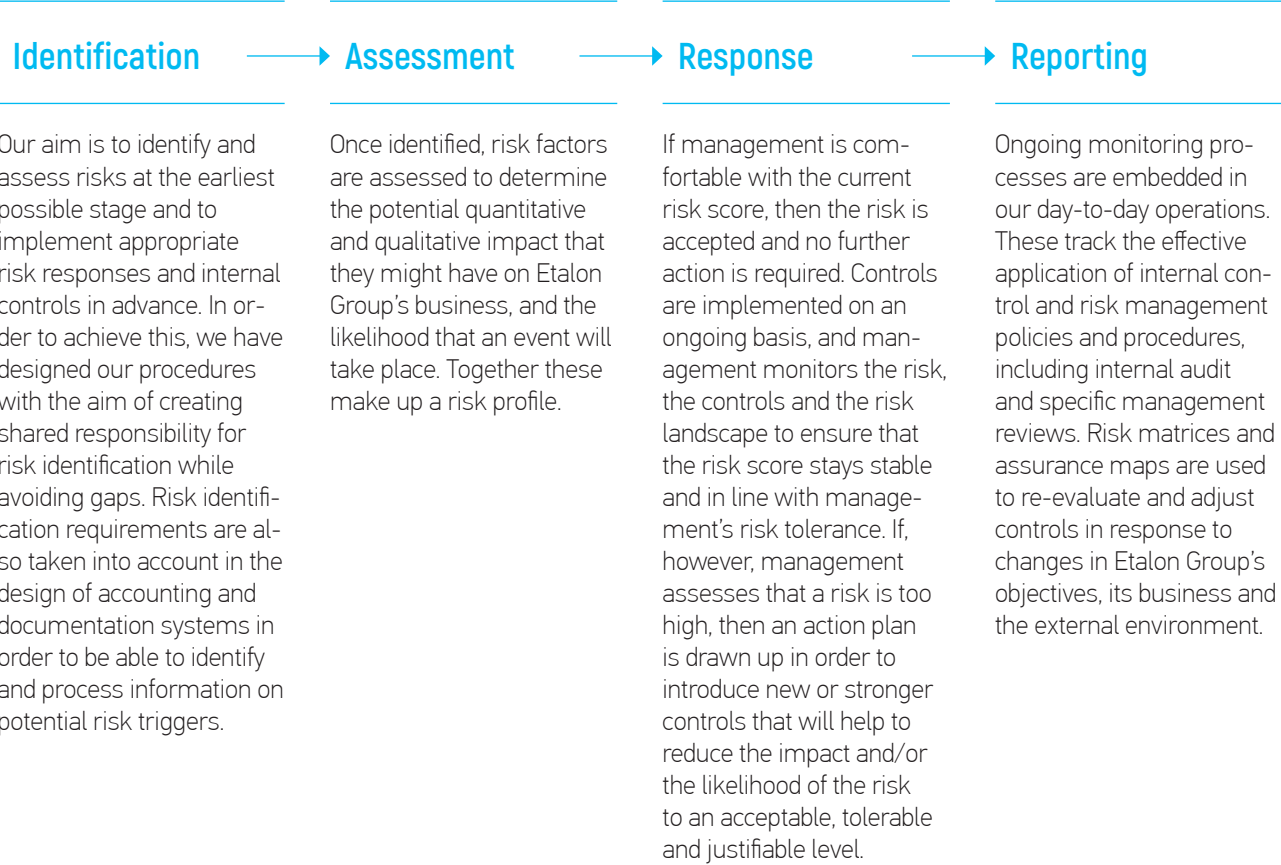 Identification
Our aim is to identify and
assess risks at the earliest
possible stage and to
implement appropriate
risk responses and internal
controls in advance. In or-
der to achieve this, we have
designed our procedures
with the aim of creating
shared responsibility for
risk identification while
avoiding gaps. Risk identifi-
cation requirements are al-
so taken into account in the
design of accounting and
documentation systems in
order to be able to identify
and process information on
potential risk triggers.
Assessment
Once identified, risk factors
are assessed to determine
the potential quantitative
and qualitative impact that
they might have on Etalon
Group's business, and the
likelihood that an event will
take place. Together these
make up a risk profile.
Response
If management is com-
fortable with the current
risk score, then the risk is
accepted and no further
action is required. Controls
are implemented on an
ongoing basis, and man-
agement monitors the risk,
the controls and the risk
landscape to ensure that
the risk score stays stable
and in line with manage-
ment's risk tolerance. If,
however, management
assesses that a risk is too
high, then an action plan
is drawn up in order to
introduce new or stronger
controls that will help to
reduce the impact and/or
the likelihood of the risk
to an acceptable, tolerable
and justifiable level.
Reporting
Ongoing monitoring pro-
cesses are embedded in
our day-to-day operations.
These track the effective
application of internal con-
trol and risk management
policies and procedures,
including internal audit
and specific management
reviews. Risk matrices and
assurance maps are used
to re-evaluate and adjust
controls in response to
changes in Etalon Group's
objectives, its business and
the external environment.